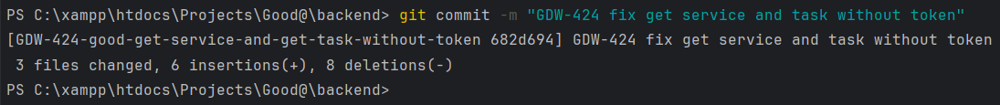 PS C:\xampp\htdocs\Projects\Good@\backend> git commit -m "GDW-424 fix get service and task without token"
[GDW-424-good-get-service-and-get-task-without-token 682d694] GDW-424 fix get service and task without token
 3 files changed, 6 insertions(+), 8 deletions(-)
PS C:\xampp\htdocs\Projects\Good@\backend>